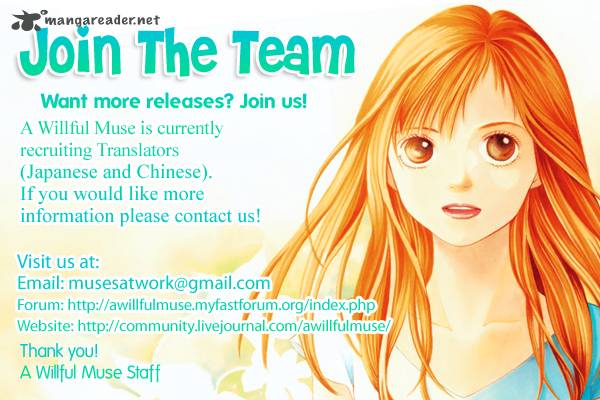 mangareader.net
Join The Team
Want more releases? Join us!
A Willful Muse is currently
recruiting Translators
(Japanese and Chinese).
If you would like more
information please contact us!
Visit us at:
Email: musesatwork@gmail.com
Forum: http://awillfulmuse.myfastforum.org/index.php
Website: http://community.livejournal.com/awillfulmuse/
Thank you!
A Willful Muse Staff